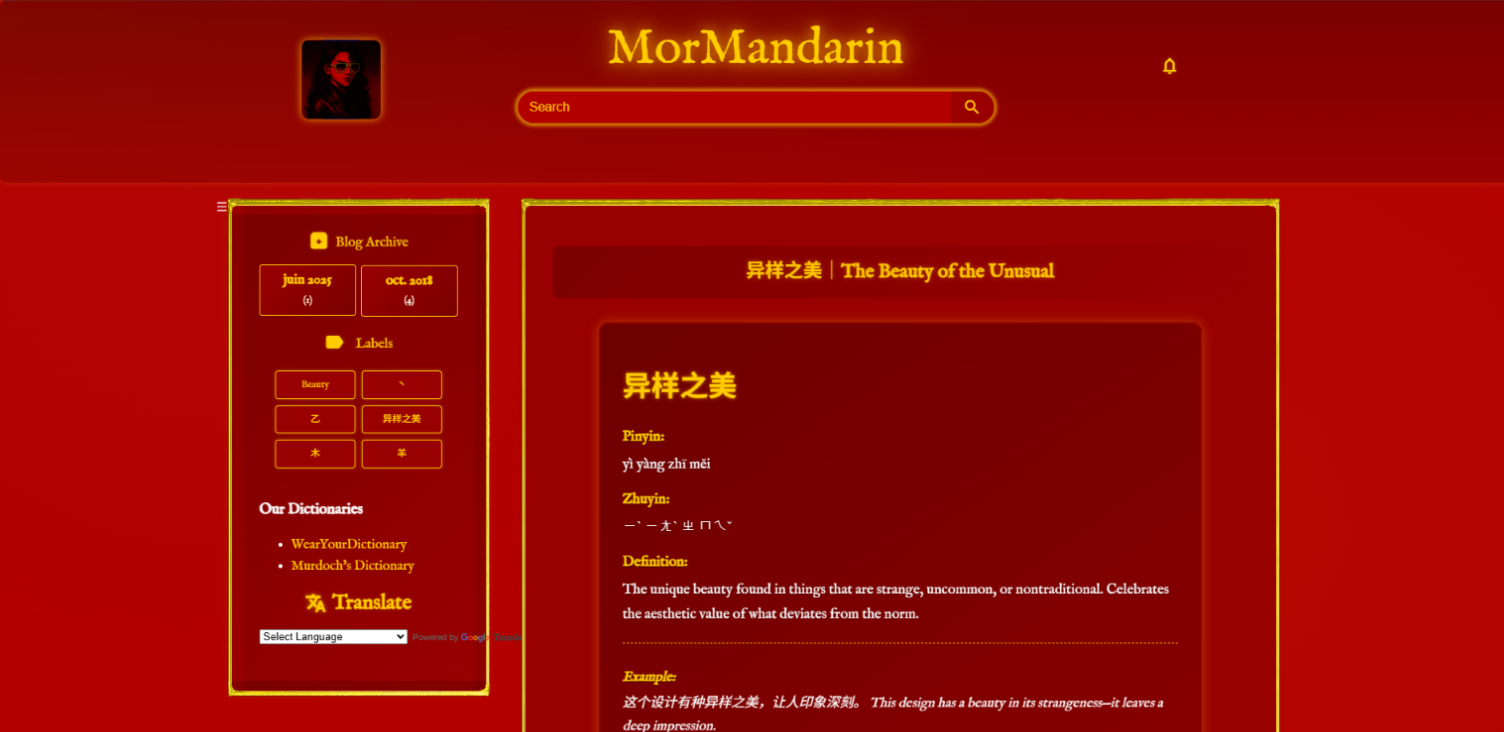 MorMandarin
Search
Blog Archive
juin 2025
(1)
oct. 2018
(4)
Labels
Beauty
丶
乙
异样之美
木
羊
Our Dictionaries
WearYourDictionary
Murdoch's Dictionary
Translate
Select Language
Powered by Google
异样之美｜The Beauty of the Unusual
异样之美
Pinyin:
yì yàng zhī měi
Zhuyin:
ㄧˋ ㄧㄤˋ ㄓ ㄇㄟˇ
Definition:
The unique beauty found in things that are strange, uncommon, or nontraditional. Celebrates
the aesthetic value of what deviates from the norm.
Example:
这个设计有种异样之美，让人印象深刻。 This design has a beauty in its strangeness—it leaves a
deep impression.